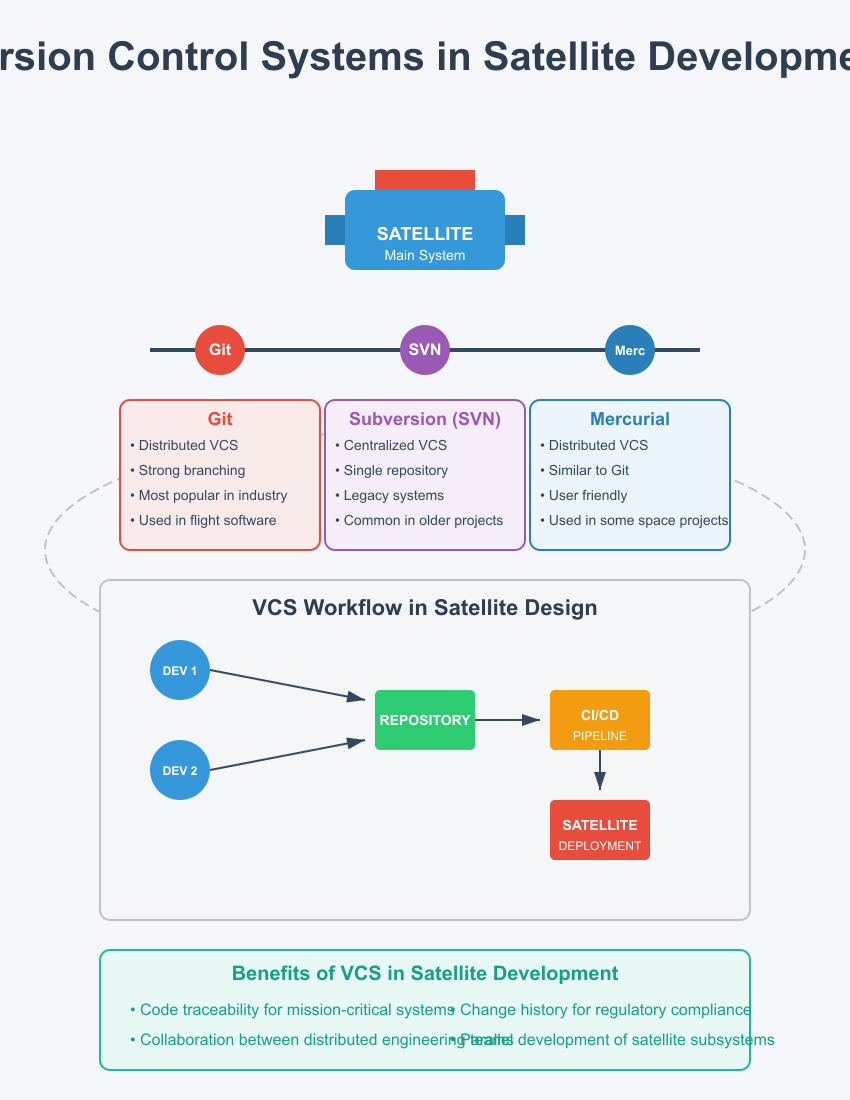 rsion Control Systems in Satellite Developme
SATELLITE
Main System
Git
SVN
Merc
Git
• Distributed VCS
• Strong branching
• Most popular in industry
• Used in flight software
Subversion (SVN)
• Centralized VCS
• Single repository
• Legacy systems
• Common in older projects
Mercurial
• Distributed VCS
• Similar to Git
• User friendly
• Used in some space projects
VCS Workflow in Satellite Design
DEV 1
DEV 2
REPOSITORY
CI/CD
PIPELINE
SATELLITE
DEPLOYMENT
Benefits of VCS in Satellite Development
• Code traceability for mission-critical systems
• Change history for regulatory compliance
• Collaboration between distributed engineering teams
• Parallel development of satellite subsystems